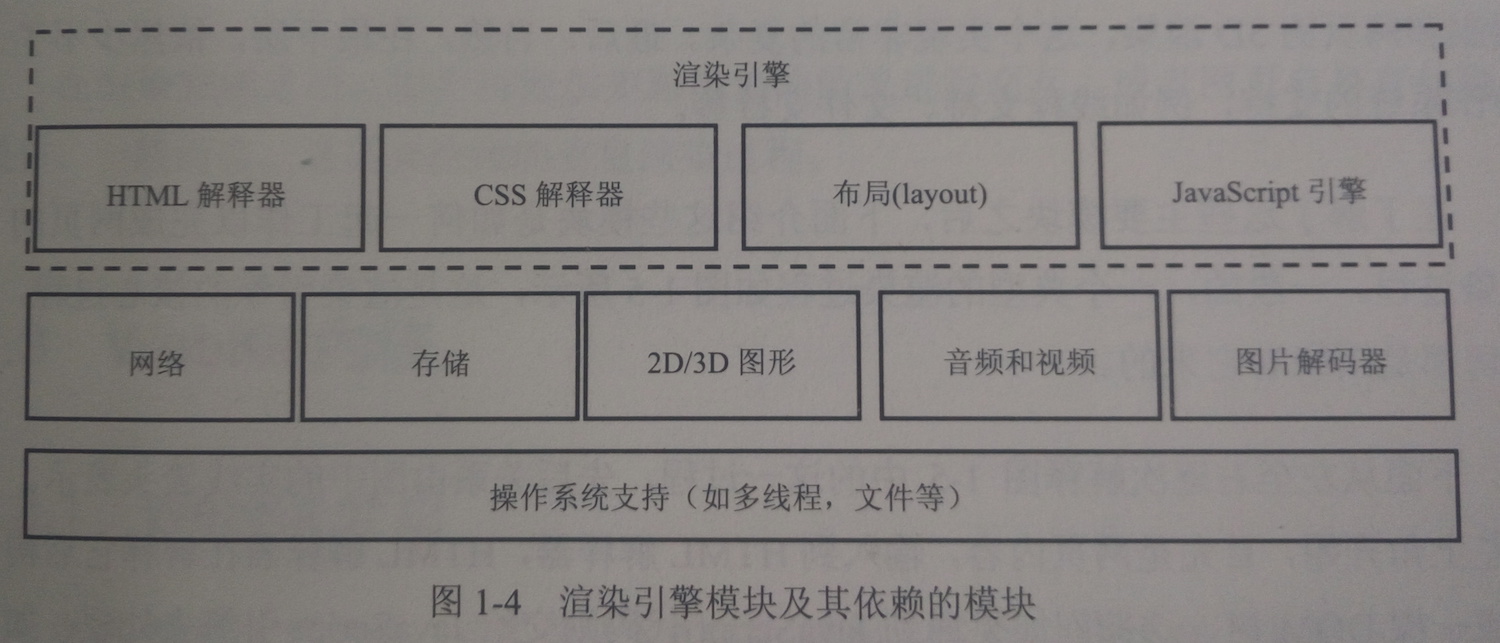 渲染引擎
HTML 解释器
CSS 解释器
布局(layout)
JavaScript 引擎
网络
存储
2D/3D 图形
音频和视频
图片解码器
操作系统支持（如多线程，文件等）
图 1-4 渲染引擎模块及其依赖的模块